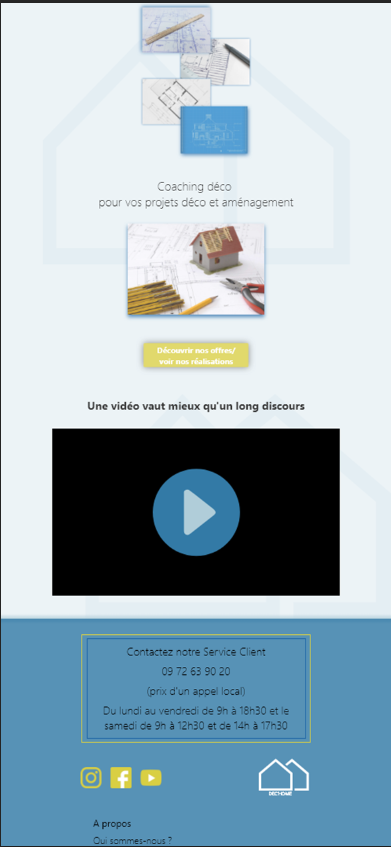 Coaching déco
pour vos projets déco et aménagement
Découvrir nos offres/
voir nos réalisations
Une vidéo vaut mieux qu'un long discours
Contactez notre Service Client
09 72 63 90 20
(prix d'un appel local)
Du lundi au vendredi de 9h à 18h30 et le
samedi de 9h à 12h30 et de 14h à 17h30
A propos
Qui sommes-nous ?